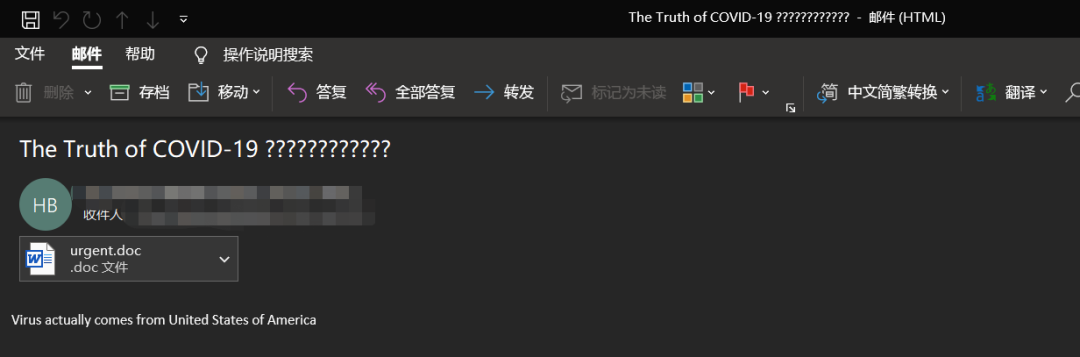 The Truth of COVID-19 ???????????? - 邮件 (HTML)
文件 邮件 帮助 操作说明搜索
删除 存档 移动 答复 全部答复 转发 标记为未读 中文简繁转换 翻译
The Truth of COVID-19 ????????????
HB
收件人
urgent.doc
.doc 文件
Virus actually comes from United States of America